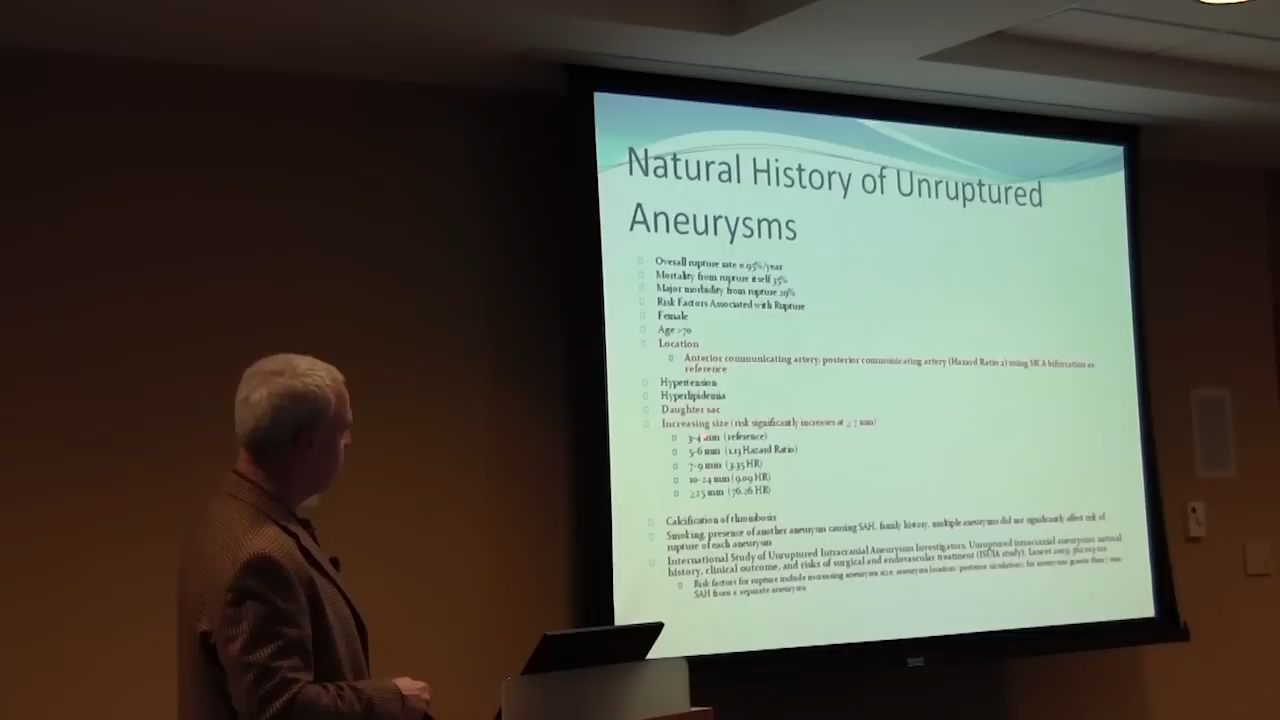 Natural History of Unruptured
Aneurysms
Overall rupture rate 0.95%/year
Mortality from rupture itself 35%
Major morbidity from rupture 29%
Risk Factors Associated with Rupture
Female
Age >70
Location
Anterior communicating artery, posterior communicating artery (Hazard Ratio 2) using MCA bifurcation as
reference
Hypertension
Hyperlipidemia
Daughter sac
Increasing size (risk significantly increases at ≥ 7 mm)
3-4 mm (reference)
5-6 mm (1.13 Hazard Ratio)
7-9 mm (3.35 HR)
10-24 mm (9.09 HR)
≥25 mm (76.26 HR)
Calcification of thrombosis
Smoking, presence of another aneurysm causing SAH, family history, multiple aneurysms did not significantly affect risk of
rupture of each aneurysm
International Study of Unruptured Intracranial Aneurysms Investigators. Unruptured intracranial aneurysms: natural
history, clinical outcome, and risks of surgical and endovascular treatment (ISUIA study). Lancet 2003
Risk factors for rupture include increasing aneurysm size, aneurysm location (posterior circulation),
SAH from a separate aneurysm